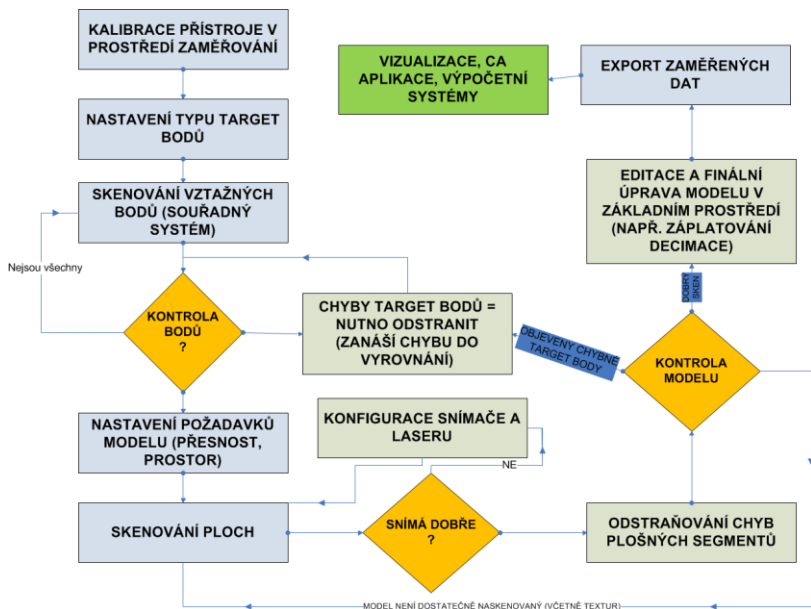 KALIBRACE PŘÍSTROJE V
PROSTŘEDÍ ZAMĚŘOVÁNÍ
NASTAVENÍ TYPU TARGET
BODŮ
SKENOVÁNÍ VZTAŽNÝCH
BODŮ (SOUŘADNÝ
SYSTÉM)
Nejsou všechny
KONTROLA
BODŮ
?
CHYBY TARGET BODŮ =
NUTNO ODSTRANIT
(ZANÁŠÍ CHYBU DO
VYROVNÁNÍ)
NASTAVENÍ POŽADAVKŮ
MODELU (PŘESNOST,
PROSTOR)
SKENOVÁNÍ PLOCH
KONFIGURACE SNÍMAČE A
LASERU
NE
SNÍMÁ DOBŘE
?
ODSTRAŇOVÁNÍ CHYB
PLOŠNÝCH SEGMENTŮ
KONTROLA
MODELU
OBJEVENY CHYBNÉ
TARGET BODY
DOBRÝ
SKEN
EDITACE A FINÁLNÍ
ÚPRAVA MODELU V
ZÁKLADNÍM PROSTŘEDÍ
(NAPŘ. ZÁPLATOVÁNÍ
DECIMACE)
EXPORT ZAMĚŘENÝCH
DAT
VIZUALIZACE, CA
APLIKACE, VÝPOČETNÍ
SYSTÉMY
MODEL NENÍ DOSTATEČNĚ NASKENOVANÝ (VČETNĚ TEXTUR)